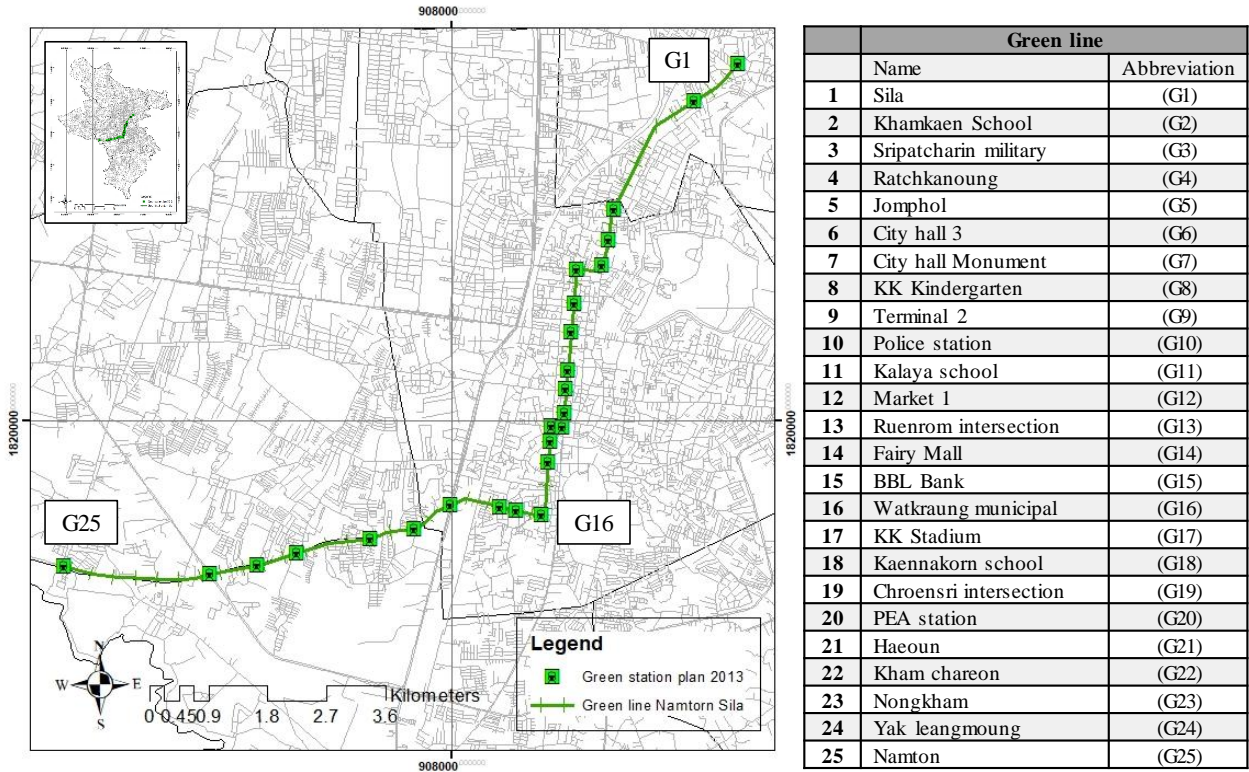 908000
G1
G25
G16
1820000
1820000
N
W E
S
Kilometers
0 0.45 0.9 1.8 2.7 3.6
Legend
Green station plan 2013
Green line Namtorn Sila
908000
Green line
Name Abbreviation
1 Sila (G1)
2 Khamkaen School (G2)
3 Sripatcharin military (G3)
4 Ratchkanoung (G4)
5 Jomphol (G5)
6 City hall 3 (G6)
7 City hall Monument (G7)
8 KK Kindergarten (G8)
9 Terminal 2 (G9)
10 Police station (G10)
11 Kalaya school (G11)
12 Market 1 (G12)
13 Ruenrom intersection (G13)
14 Fairy Mall (G14)
15 BBL Bank (G15)
16 Watkraung municipal (G16)
17 KK Stadium (G17)
18 Kaennakorn school (G18)
19 Chroensri intersection (G19)
20 PEA station (G20)
21 Haeoun (G21)
22 Kham chareon (G22)
23 Nongkham (G23)
24 Yak leangmoung (G24)
25 Namton (G25)